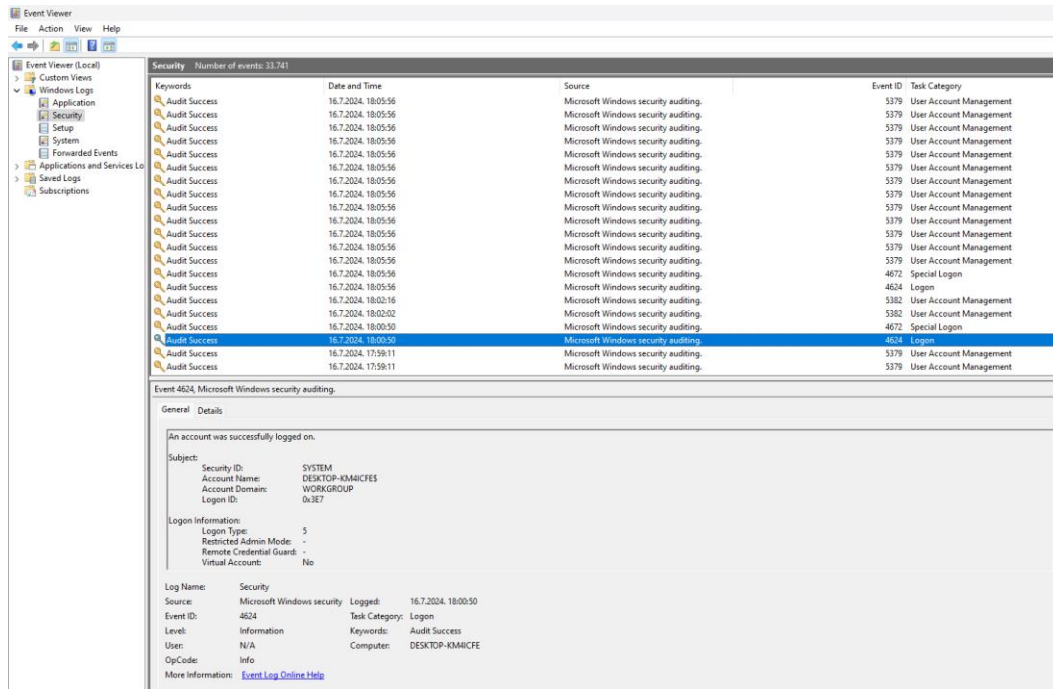 Event Viewer
File Action View Help
Event Viewer (Local)
Custom Views
Windows Logs
Application
Security
Setup
System
Forwarded Events
Applications and Services Lo
Saved Logs
Subscriptions
Security Number of events: 33.741
Keywords Date and Time Source Event ID Task Category
Audit Success 16.7.2024. 18:05:56 Microsoft Windows security auditing. 5379 User Account Management
Audit Success 16.7.2024. 18:05:56 Microsoft Windows security auditing. 5379 User Account Management
Audit Success 16.7.2024. 18:05:56 Microsoft Windows security auditing. 5379 User Account Management
Audit Success 16.7.2024. 18:05:56 Microsoft Windows security auditing. 5379 User Account Management
Audit Success 16.7.2024. 18:05:56 Microsoft Windows security auditing. 5379 User Account Management
Audit Success 16.7.2024. 18:05:56 Microsoft Windows security auditing. 5379 User Account Management
Audit Success 16.7.2024. 18:05:56 Microsoft Windows security auditing. 5379 User Account Management
Audit Success 16.7.2024. 18:05:56 Microsoft Windows security auditing. 5379 User Account Management
Audit Success 16.7.2024. 18:05:56 Microsoft Windows security auditing. 5379 User Account Management
Audit Success 16.7.2024. 18:05:56 Microsoft Windows security auditing. 5379 User Account Management
Audit Success 16.7.2024. 18:05:56 Microsoft Windows security auditing. 5379 User Account Management
Audit Success 16.7.2024. 18:05:56 Microsoft Windows security auditing. 5379 User Account Management
Audit Success 16.7.2024. 18:05:56 Microsoft Windows security auditing. 5379 User Account Management
Audit Success 16.7.2024. 18:05:56 Microsoft Windows security auditing. 4672 Special Logon
Audit Success 16.7.2024. 18:05:56 Microsoft Windows security auditing. 4624 Logon
Audit Success 16.7.2024. 18:02:16 Microsoft Windows security auditing. 5382 User Account Management
Audit Success 16.7.2024. 18:02:02 Microsoft Windows security auditing. 5382 User Account Management
Audit Success 16.7.2024. 18:00:50 Microsoft Windows security auditing. 4672 Special Logon
Audit Success 16.7.2024. 18:00:50 Microsoft Windows security auditing. 4624 Logon
Audit Success 16.7.2024. 17:59:11 Microsoft Windows security auditing. 5379 User Account Management
Audit Success 16.7.2024. 17:59:11 Microsoft Windows security auditing. 5379 User Account Management
Event 4624, Microsoft Windows security auditing.
General Details
An account was successfully logged on.
Subject:
Security ID: SYSTEM
Account Name: DESKTOP-KM4ICFE$
Account Domain: WORKGROUP
Logon ID: 0x3E7
Logon Information:
Logon Type: 5
Restricted Admin Mode: -
Remote Credential Guard: -
Virtual Account: No
Log Name: Security
Source: Microsoft Windows security Logged: 16.7.2024. 18:00:50
Event ID: 4624 Task Category: Logon
Level: Information Keywords: Audit Success
User: N/A Computer: DESKTOP-KM4ICFE
OpCode: Info
More Information: Event Log Online Help